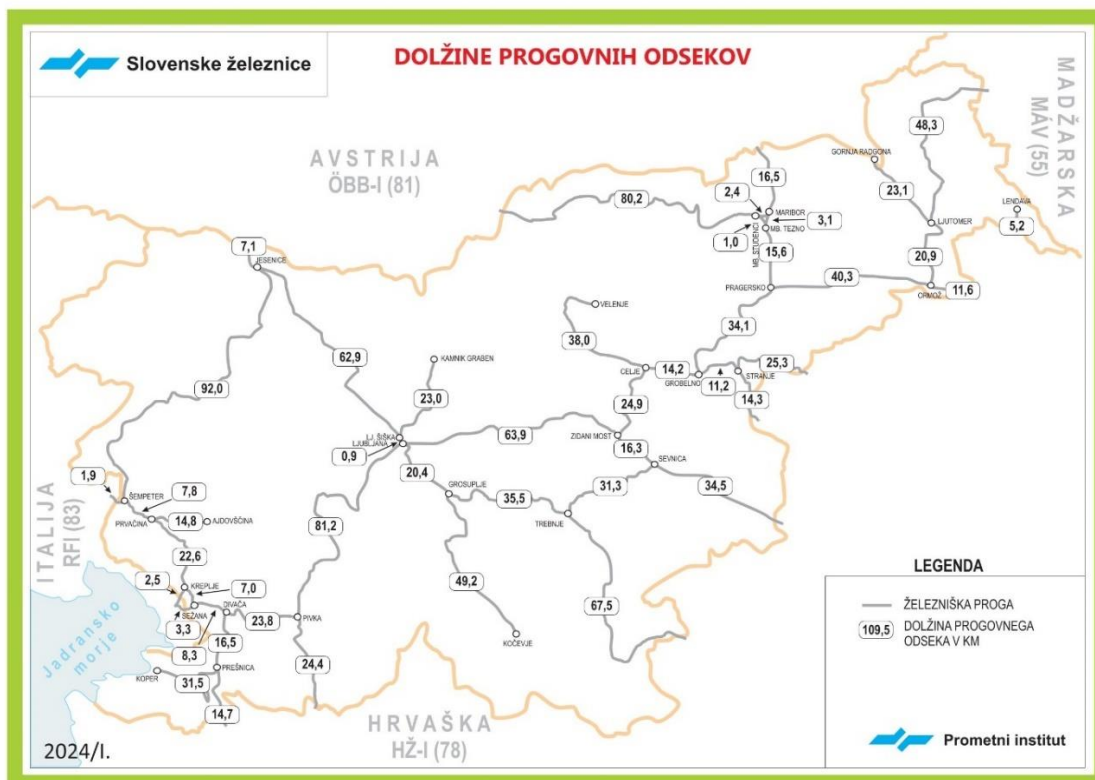 Slovenske železnice
DOLŽINE PROGOVNIH ODSEKOV
MADŽARSKA
MÁV (55)
AVSTRIJA
ÖBB-I (81)
48,3
GORNJA RADGONA
23,1
LENDAVA
5,2
LJUTOMER
80,2
2,4
16,5
MARIBOR
3,1
MB. TEZNO
MB. ŠTUDENCI
1,0
15,6
20,9
7,1
JESENICE
PRAGERSKO
40,3
ORMOŽ
11,6
VELENJE
34,1
38,0
62,9
KAMNIK GRABEN
23,0
CELJE
14,2
GROBELNO
11,2
25,3
STRANJE
14,3
92,0
24,9
LJ. ŠIŠKA
LJUBLJANA
0,9
63,9
ZIDANI MOST
16,3
SEVNICA
20,4
GROSUPLJE
35,5
31,3
34,5
TREBNJE
1,9
ŠEMPETER
7,8
PRVAČINA
14,8
AJDOVŠČINA
81,2
ITALIJA
RFI (83)
22,6
2,5
KREPLJE
7,0
SEŽANA
3,3
DIVAČA
23,8
PIVKA
49,2
67,5
8,3
16,5
KOČEVJE
Jadransko
morje
PREŠNICA
KOPER
31,5
24,4
14,7
HRVAŠKA
HŽ-I (78)
LEGENDA
ŽELEZNIŠKA PROGA
109,5
DOLŽINA PROGOVNEGA
ODSEKA V KM
Prometni institut
2024/I.